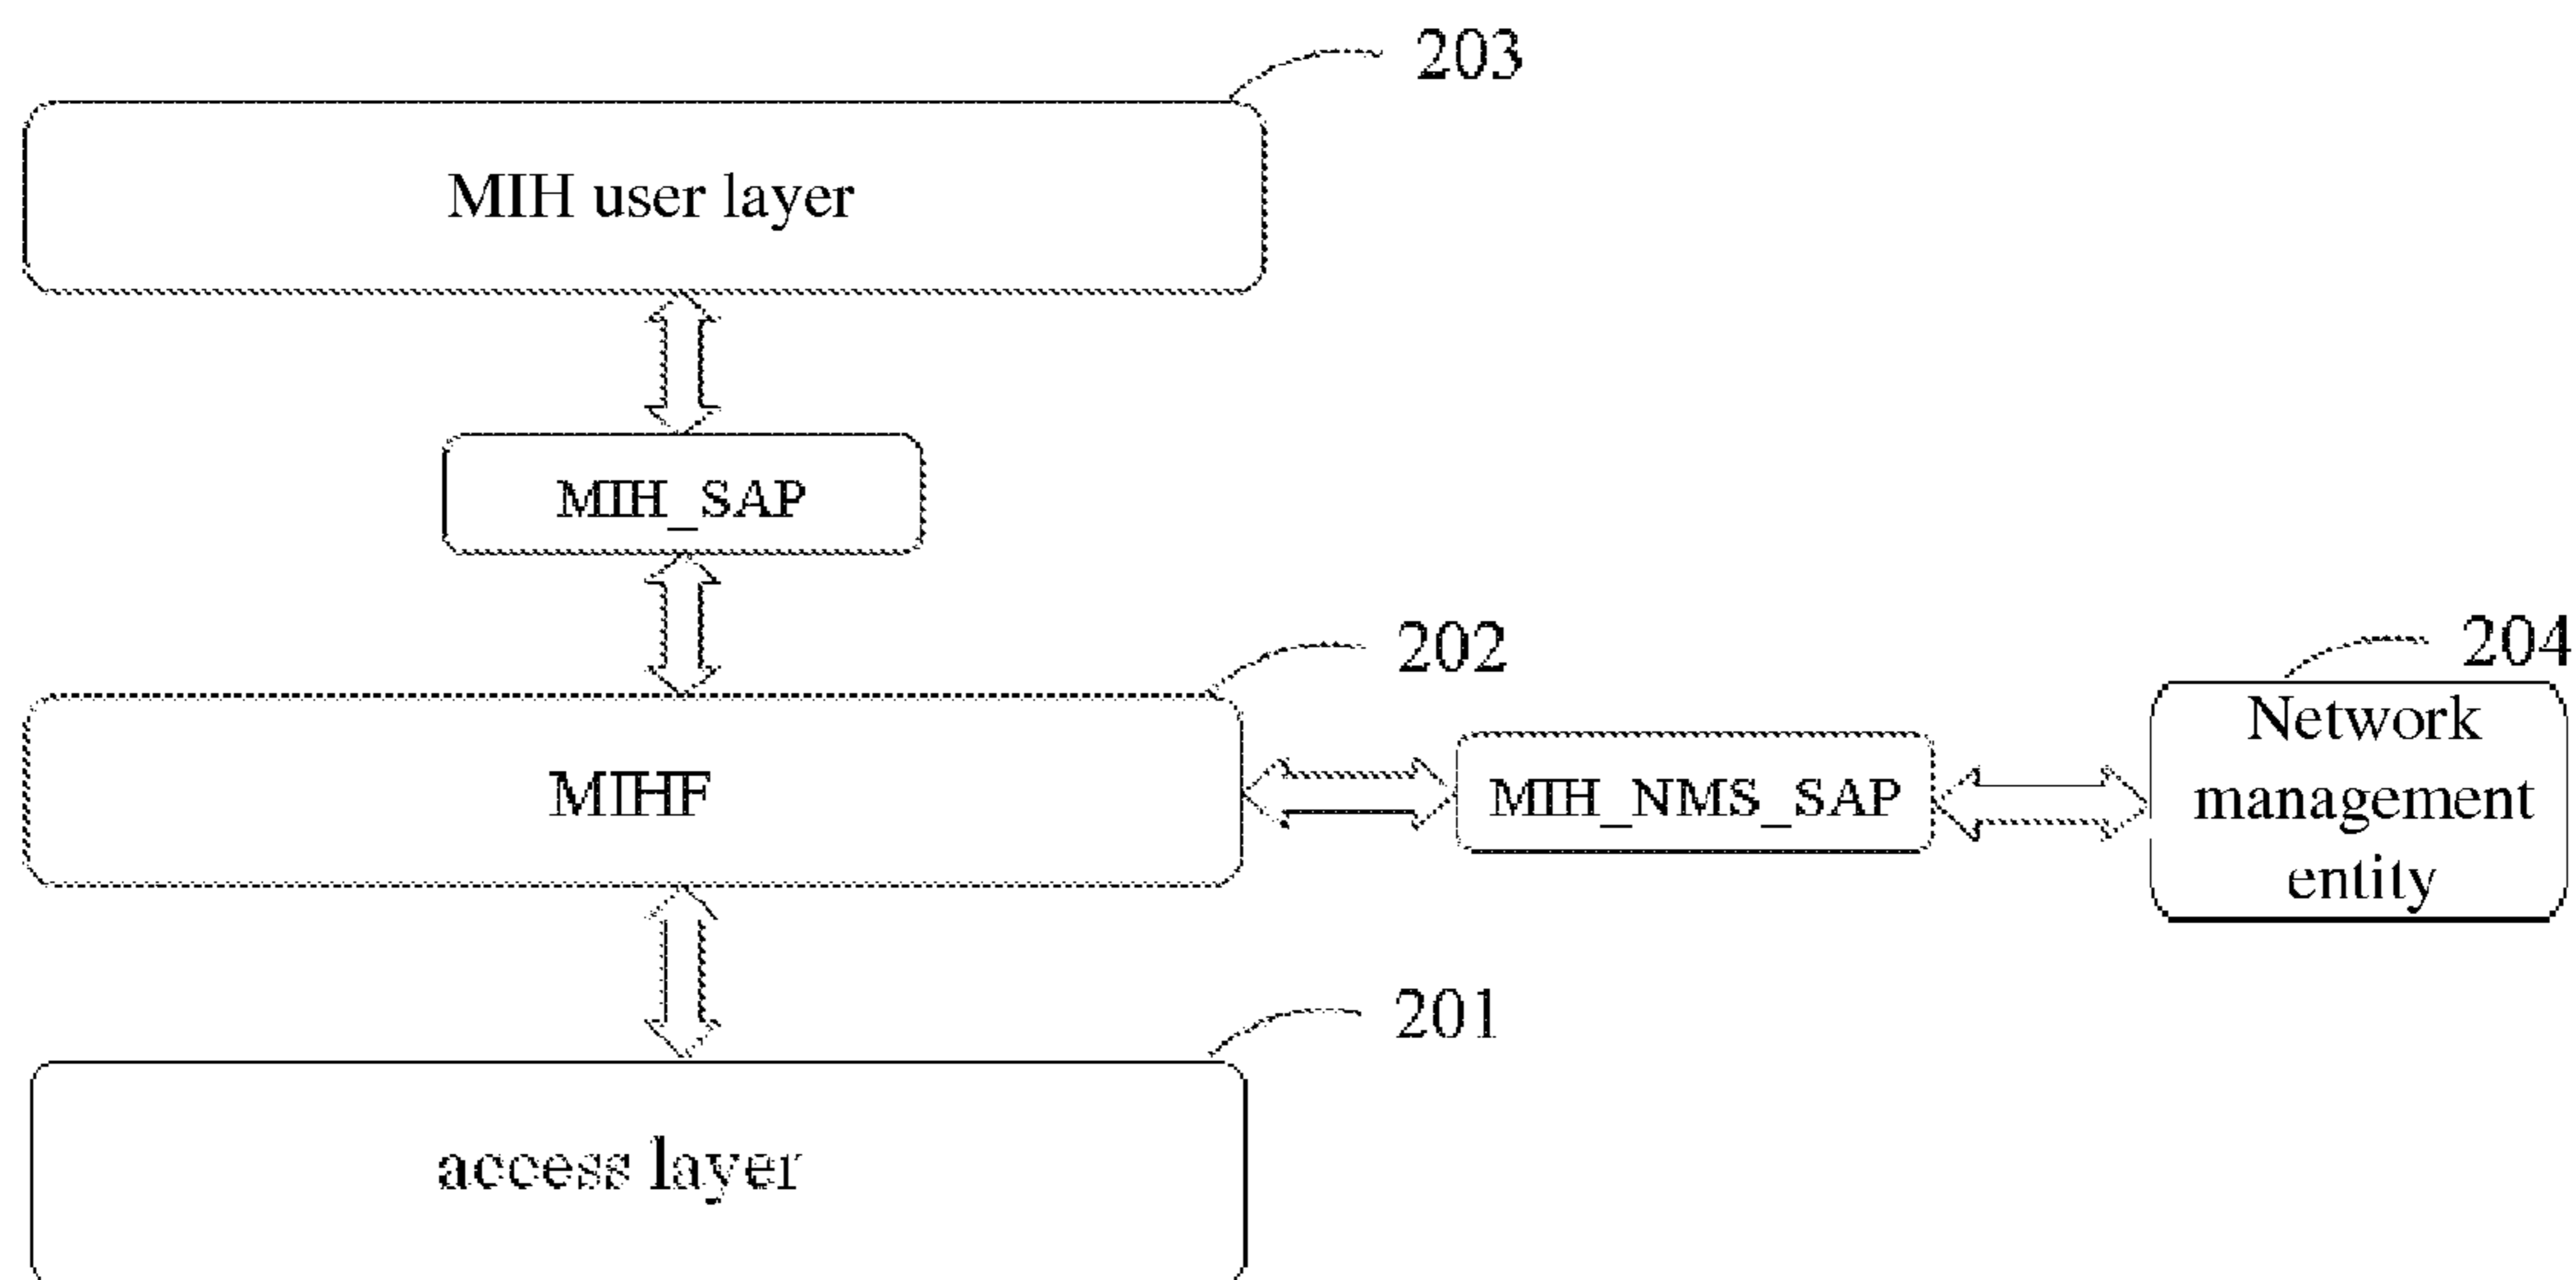 203
MIH user layer
MIH_SAP
202
204
MIHF
MIH_NMS_SAP
Network
management
entity
201
access layer